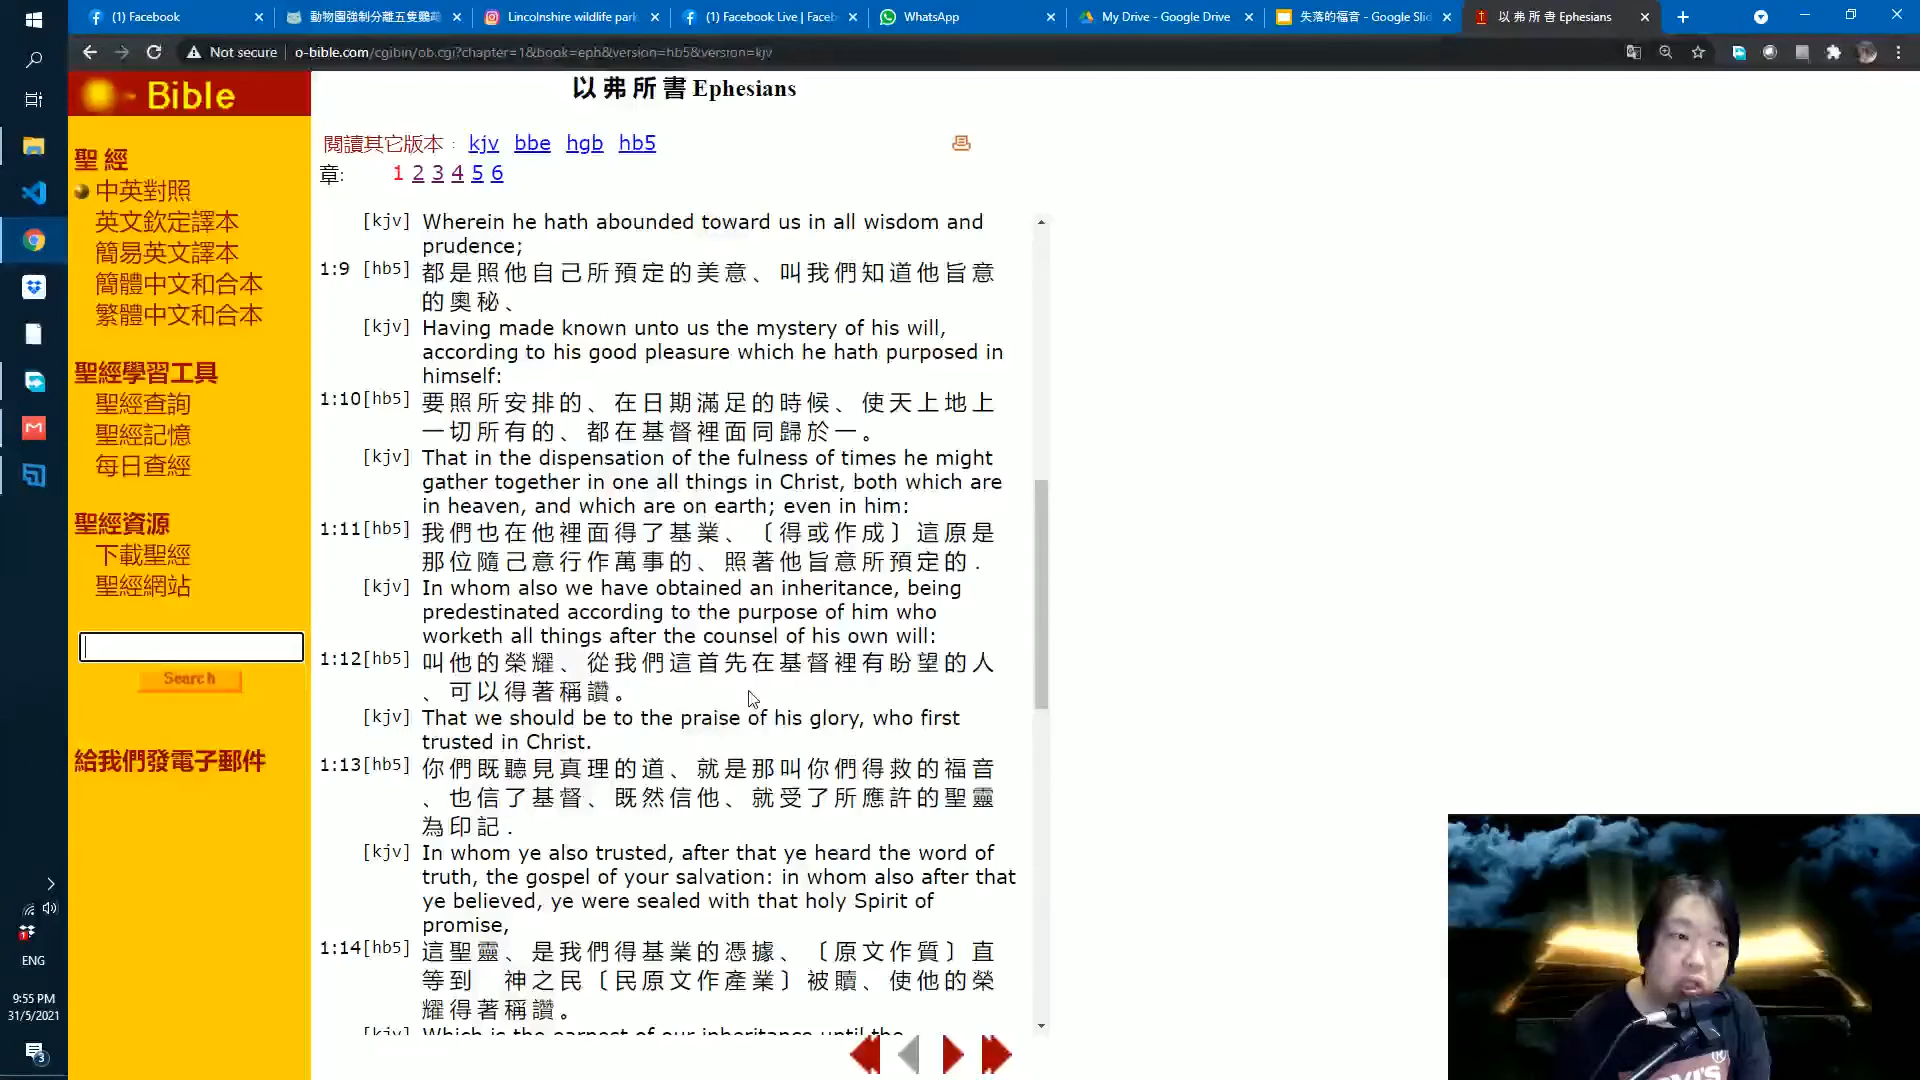 (1) Facebook
動物園強制分離五隻鸚鵡
Lincolnshire wildlife park
(1) Facebook Live | Faceb
WhatsApp
My Drive - Google Drive
失落的福音 - Google Slid
以 弗 所 書 Ephesians
Not secure
o-bible.com/cgibin/ob.cgi?chapter=1&book=eph&version=hb5&version=kjv
Bible
聖 經
中英對照
英文欽定譯本
簡易英文譯本
簡體中文和合本
繁體中文和合本
聖經學習工具
聖經查詢
聖經記憶
每日查經
聖經資源
下載聖經
聖經網站
Search
給我們發電子郵件
以 弗 所 書 Ephesians
閱讀其它版本 : kjv bbe hgb hb5
章: 1 2 3 4 5 6
[kjv] Wherein he hath abounded toward us in all wisdom and
prudence;
1:9 [hb5] 都是照他自己所預定的美意、叫我們知道他旨意
的奧秘、
[kjv] Having made known unto us the mystery of his will,
according to his good pleasure which he hath purposed in
himself:
1:10[hb5] 要照所安排的、在日期滿足的時候、使天上地上
一切所有的、都在基督裡面同歸於一。
[kjv] That in the dispensation of the fulness of times he might
gather together in one all things in Christ, both which are
in heaven, and which are on earth; even in him:
1:11[hb5] 我們也在他裡面得了基業、〔得或作成〕這原是
那位隨己意行作萬事的、照著他旨意所預定的.
[kjv] In whom also we have obtained an inheritance, being
predestinated according to the purpose of him who
worketh all things after the counsel of his own will:
1:12[hb5] 叫他的榮耀、從我們這首先在基督裡有盼望的人
、可以得著稱讚。
[kjv] That we should be to the praise of his glory, who first
trusted in Christ.
1:13[hb5] 你們既聽見真理的道、就是那叫你們得救的福音
、也信了基督、既然信他、就受了所應許的聖靈
為印記.
[kjv] In whom ye also trusted, after that ye heard the word of
truth, the gospel of your salvation: in whom also after that
ye believed, ye were sealed with that holy Spirit of
promise,
1:14[hb5] 這聖靈、是我們得基業的憑據、〔原文作質〕直
等到 神之民〔民原文作產業〕被贖、使他的榮
耀得著稱讚。
[kjv] Which is the earnest of our inheritance until the
ENG
9:55 PM
31/5/2021
3